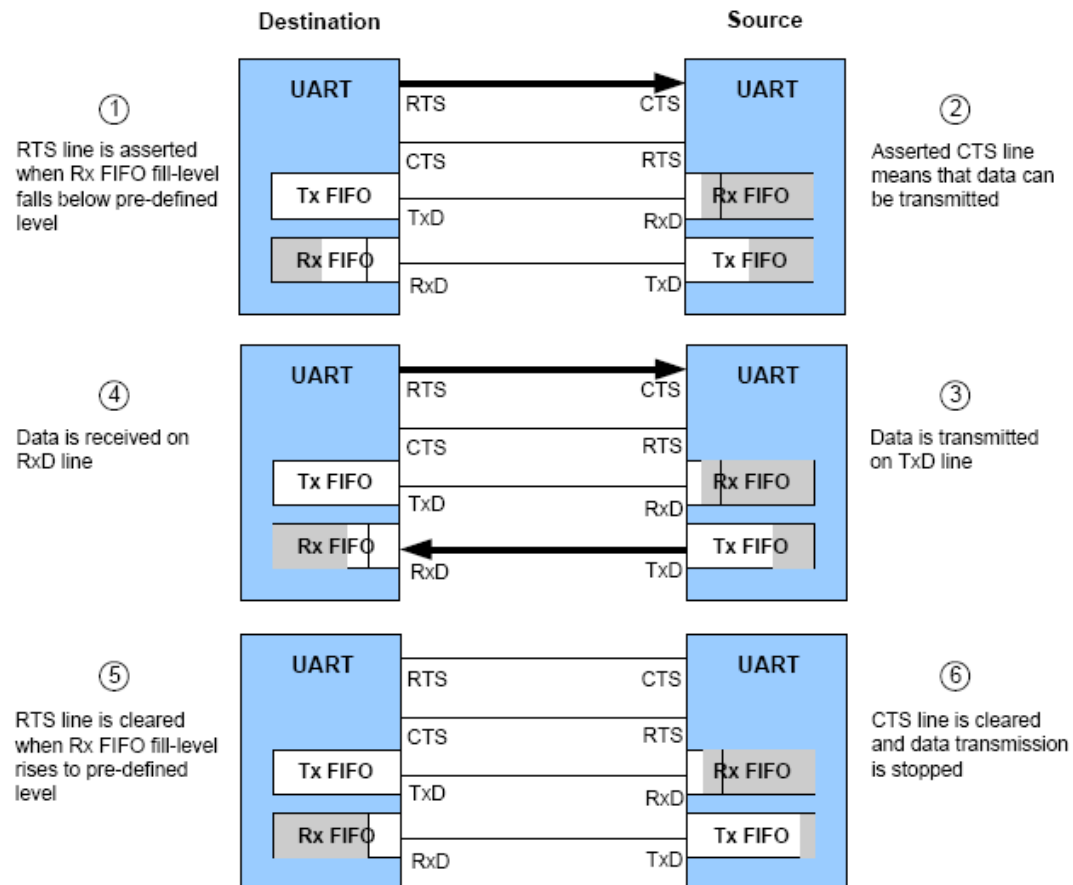 Destination
Source
UART
UART
①
RTS line is asserted
when Rx FIFO fill-level
falls below pre-defined
level
RTS
CTS
②
Asserted CTS line
means that data can
be transmitted
CTS
RTS
Tx FIFO
Rx FIFO
TxD
RxD
Rx FIFO
Tx FIFO
RxD
TxD
UART
UART
④
Data is received on
RxD line
RTS
CTS
③
Data is transmitted
on TxD line
CTS
RTS
Tx FIFO
Rx FIFO
TxD
RxD
Rx FIFO
Tx FIFO
RxD
TxD
UART
UART
⑤
RTS line is cleared
when Rx FIFO fill-level
rises to pre-defined
level
RTS
CTS
⑥
CTS line is cleared
and data transmission
is stopped
CTS
RTS
Tx FIFO
Rx FIFO
TxD
RxD
Rx FIFO
Tx FIFO
RxD
TxD